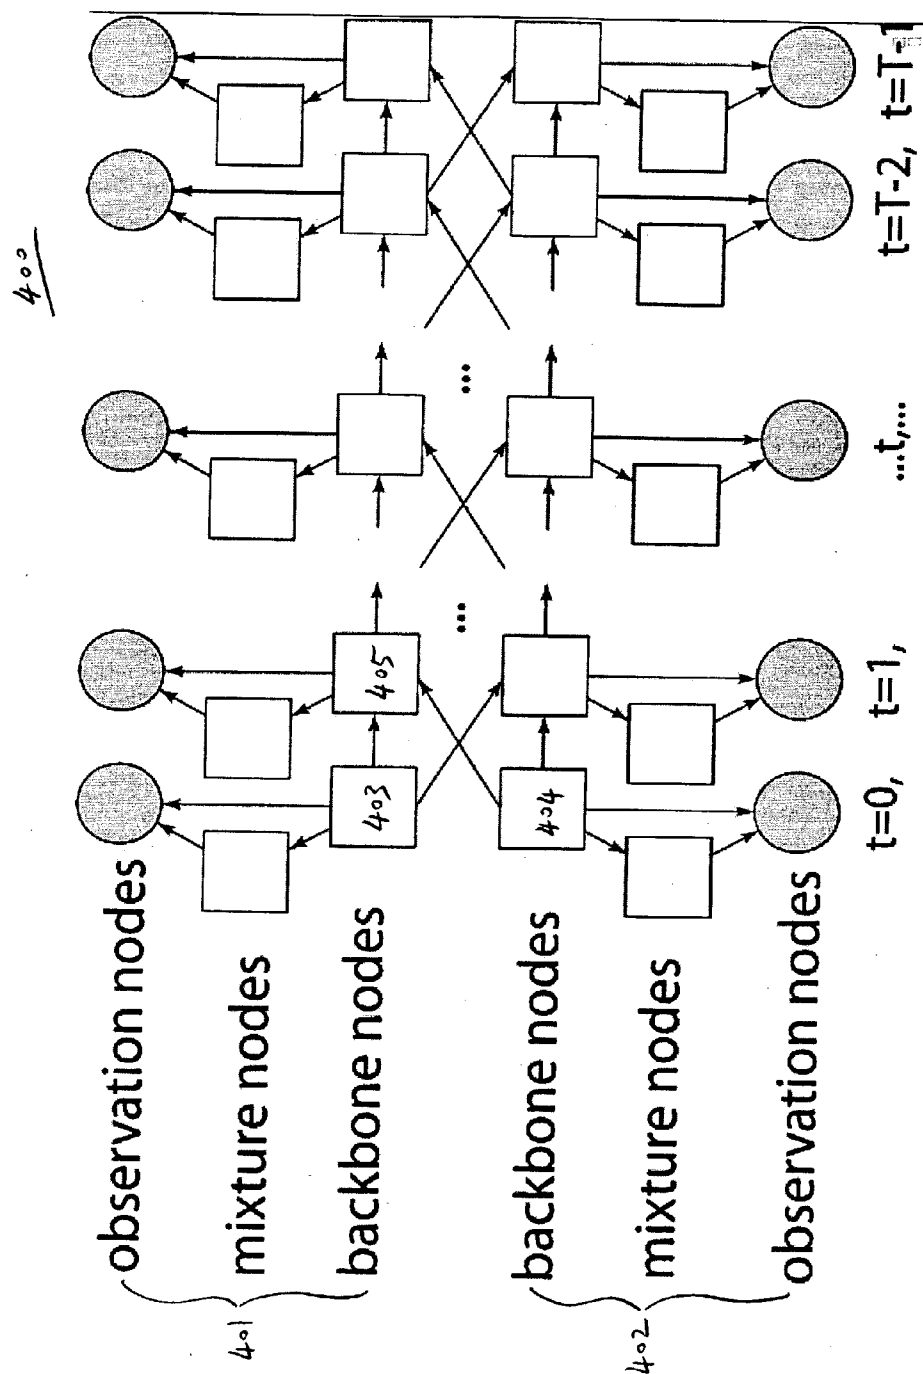 400
401
observation nodes
mixture nodes
backbone nodes
403
405
...
...
402
backbone nodes
mixture nodes
observation nodes
404
t=0, t=1, ...t,... t=T-2, t=T-1